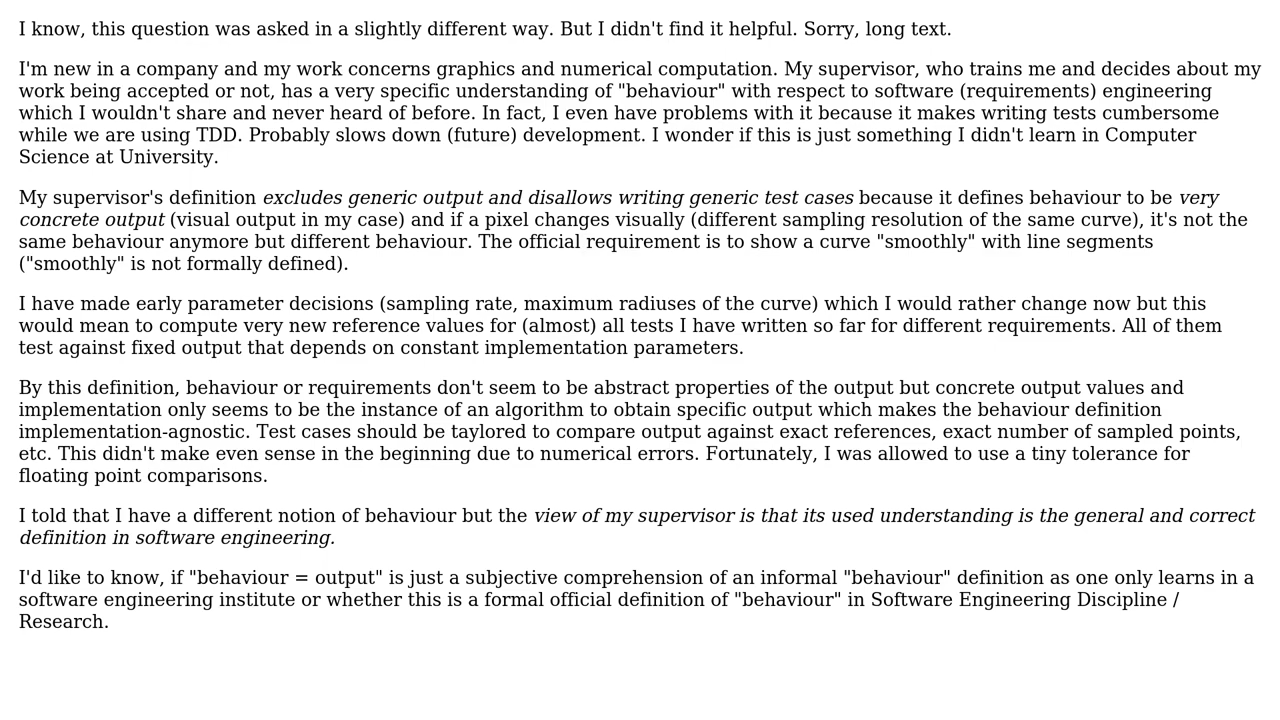 I know, this question was asked in a slightly different way. But I didn't find it helpful. Sorry, long text.
I'm new in a company and my work concerns graphics and numerical computation. My supervisor, who trains me and decides about my
work being accepted or not, has a very specific understanding of "behaviour" with respect to software (requirements) engineering
which I wouldn't share and never heard of before. In fact, I even have problems with it because it makes writing tests cumbersome
while we are using TDD. Probably slows down (future) development. I wonder if this is just something I didn't learn in Computer
Science at University.
My supervisor's definition excludes generic output and disallows writing generic test cases because it defines behaviour to be very
concrete output (visual output in my case) and if a pixel changes visually (different sampling resolution of the same curve), it's not the
same behaviour anymore but different behaviour. The official requirement is to show a curve "smoothly" with line segments
("smoothly" is not formally defined).
I have made early parameter decisions (sampling rate, maximum radiuses of the curve) which I would rather change now but this
would mean to compute very new reference values for (almost) all tests I have written so far for different requirements. All of them
test against fixed output that depends on constant implementation parameters.
By this definition, behaviour or requirements don't seem to be abstract properties of the output but concrete output values and
implementation only seems to be the instance of an algorithm to obtain specific output which makes the behaviour definition
implementation-agnostic. Test cases should be taylored to compare output against exact references, exact number of sampled points,
etc. This didn't make even sense in the beginning due to numerical errors. Fortunately, I was allowed to use a tiny tolerance for
floating point comparisons.
I told that I have a different notion of behaviour but the view of my supervisor is that its used understanding is the general and correct
definition in software engineering.
I'd like to know, if "behaviour = output" is just a subjective comprehension of an informal "behaviour" definition as one only learns in a
software engineering institute or whether this is a formal official definition of "behaviour" in Software Engineering Discipline /
Research.